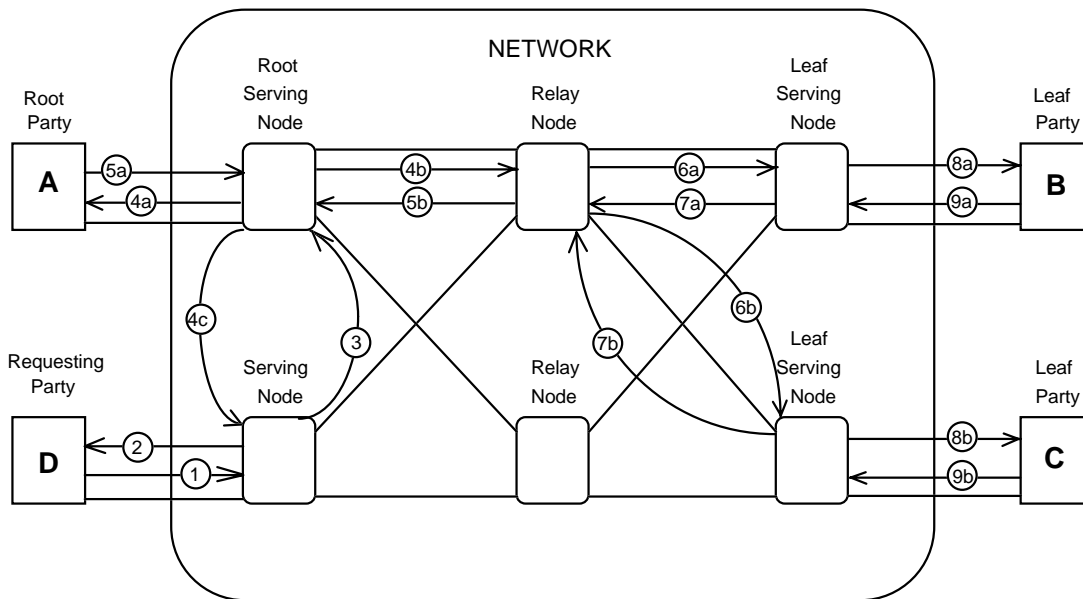 NETWORK
Root
Serving
Node
Relay
Node
Leaf
Serving
Node
Root
Party
Leaf
Party
A
5a
4a
4b
5b
6a
7a
8a
9a
B
4c
3
7b
6b
Requesting
Party
Serving
Node
Relay
Node
Leaf
Serving
Node
Leaf
Party
D
2
1
8b
9b
C